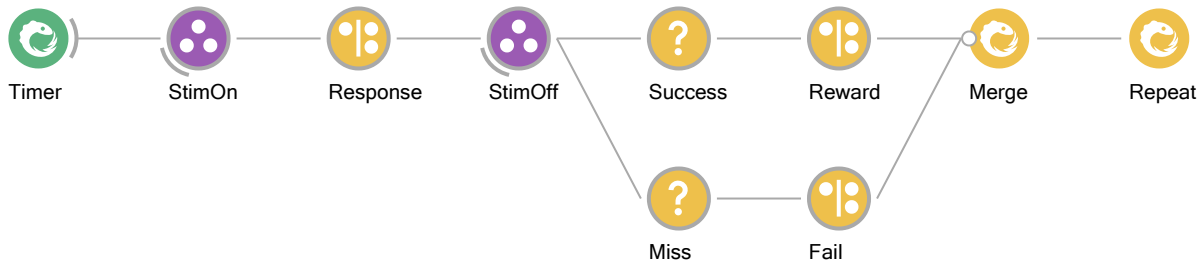 Timer
StimOn
Response
StimOff
Success
Reward
Merge
Repeat
Miss
Fail